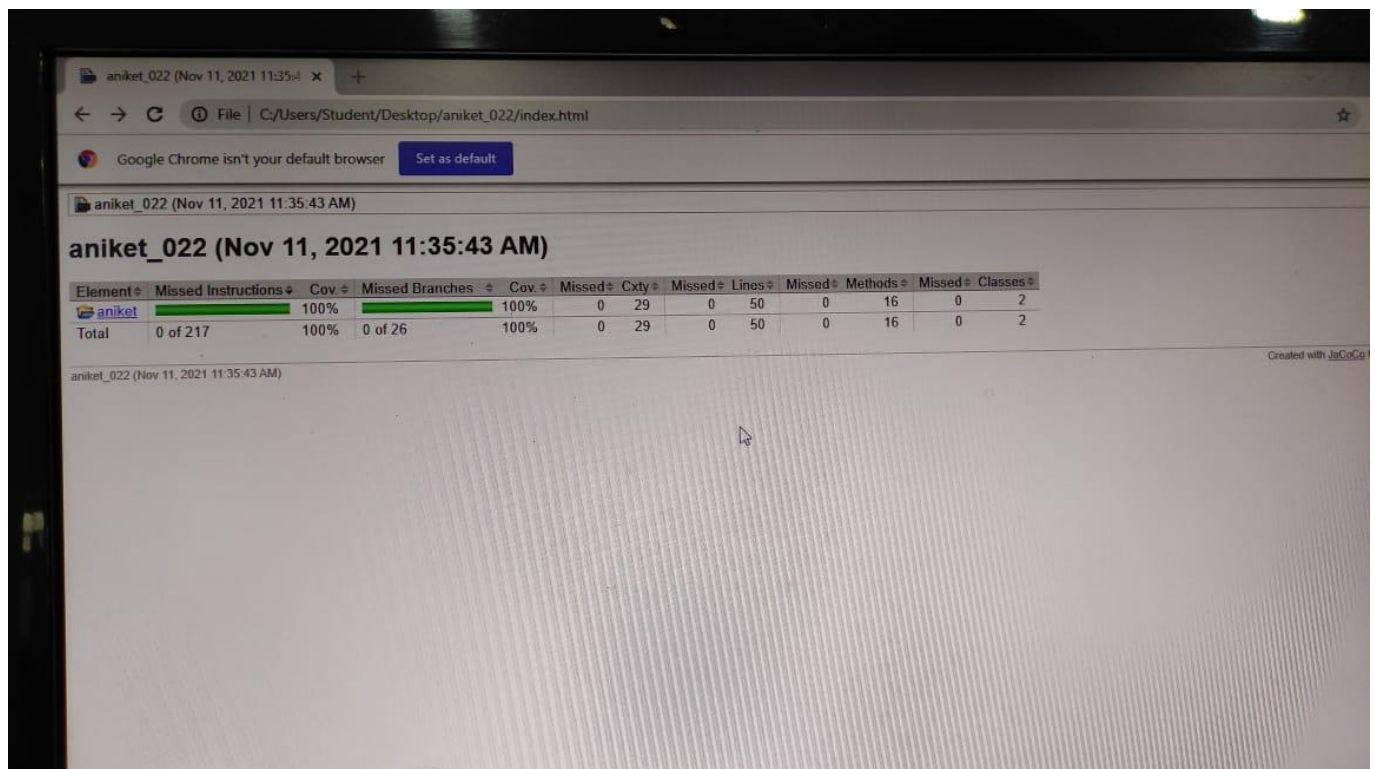 aniket_022 (Nov 11, 2021 11:35:4
File | C:/Users/Student/Desktop/aniket_022/index.html
Google Chrome isn't your default browser Set as default
aniket_022 (Nov 11, 2021 11:35:43 AM)
aniket_022 (Nov 11, 2021 11:35:43 AM)
Element Missed Instructions Cov. Missed Branches Cov. Missed Cxty Missed Lines Missed Methods Missed Classes
aniket 100% 100% 0 29 0 50 0 16 0 2
Total 0 of 217 100% 0 of 26 100% 0 29 0 50 0 16 0 2
Created with JaCoCo
aniket_022 (Nov 11, 2021 11:35:43 AM)